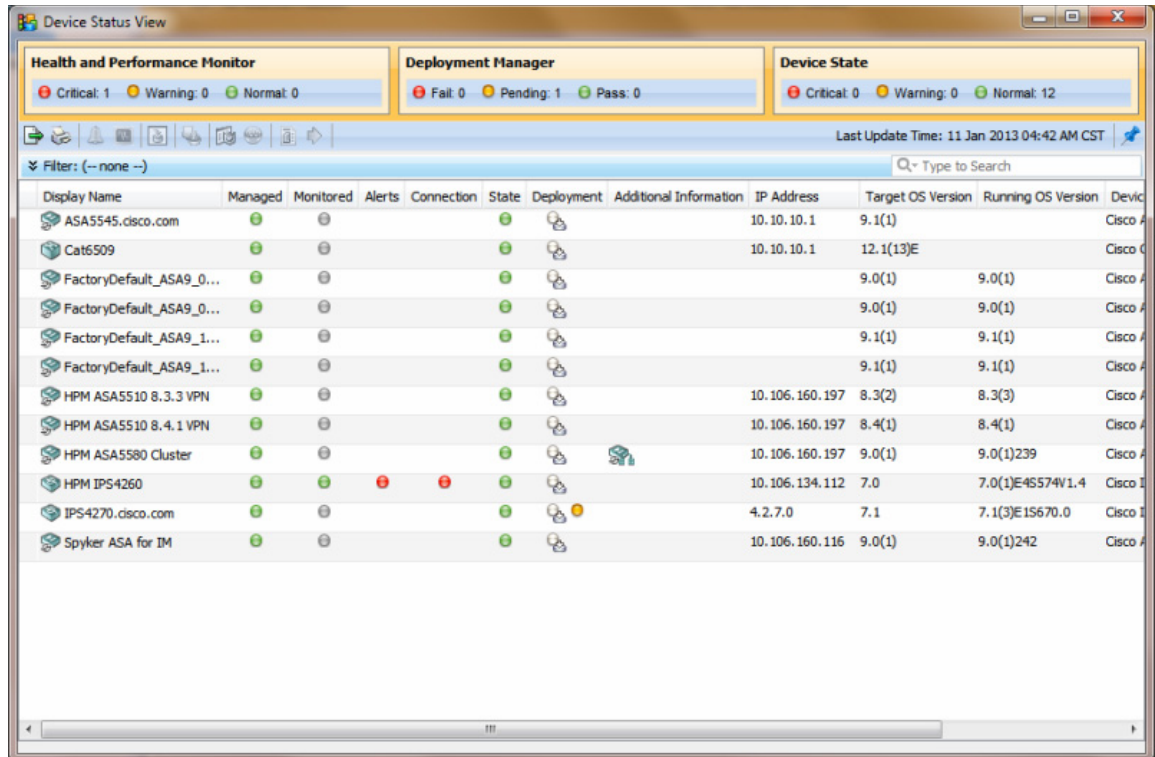 Device Status View
Health and Performance Monitor
Critical: 1 Warning: 0 Normal: 0
Deployment Manager
Fail: 0 Pending: 1 Pass: 0
Device State
Critical: 0 Warning: 0 Normal: 12
Last Update Time: 11 Jan 2013 04:42 AM CST
Filter: (-- none --)
Type to Search
Display Name Managed Monitored Alerts Connection State Deployment Additional Information IP Address Target OS Version Running OS Version Devic
ASA5545.cisco.com 10.10.10.1 9.1(1) Cisco A
Cat6509 10.10.10.1 12.1(13)E Cisco C
FactoryDefault_ASA9_0... 9.0(1) 9.0(1) Cisco A
FactoryDefault_ASA9_0... 9.0(1) 9.0(1) Cisco A
FactoryDefault_ASA9_1... 9.1(1) 9.1(1) Cisco A
FactoryDefault_ASA9_1... 9.1(1) 9.1(1) Cisco A
HPM ASA5510 8.3.3 VPN 10.106.160.197 8.3(2) 8.3(3) Cisco A
HPM ASA5510 8.4.1 VPN 10.106.160.197 8.4(1) 8.4(1) Cisco A
HPM ASA5580 Cluster 10.106.160.197 9.0(1) 9.0(1)239 Cisco A
HPM IPS4260 10.106.134.112 7.0 7.0(1)E4S574V1.4 Cisco I
IPS4270.cisco.com 4.2.7.0 7.1 7.1(3)E1S670.0 Cisco I
Spyker ASA for IM 10.106.160.116 9.0(1) 9.0(1)242 Cisco A